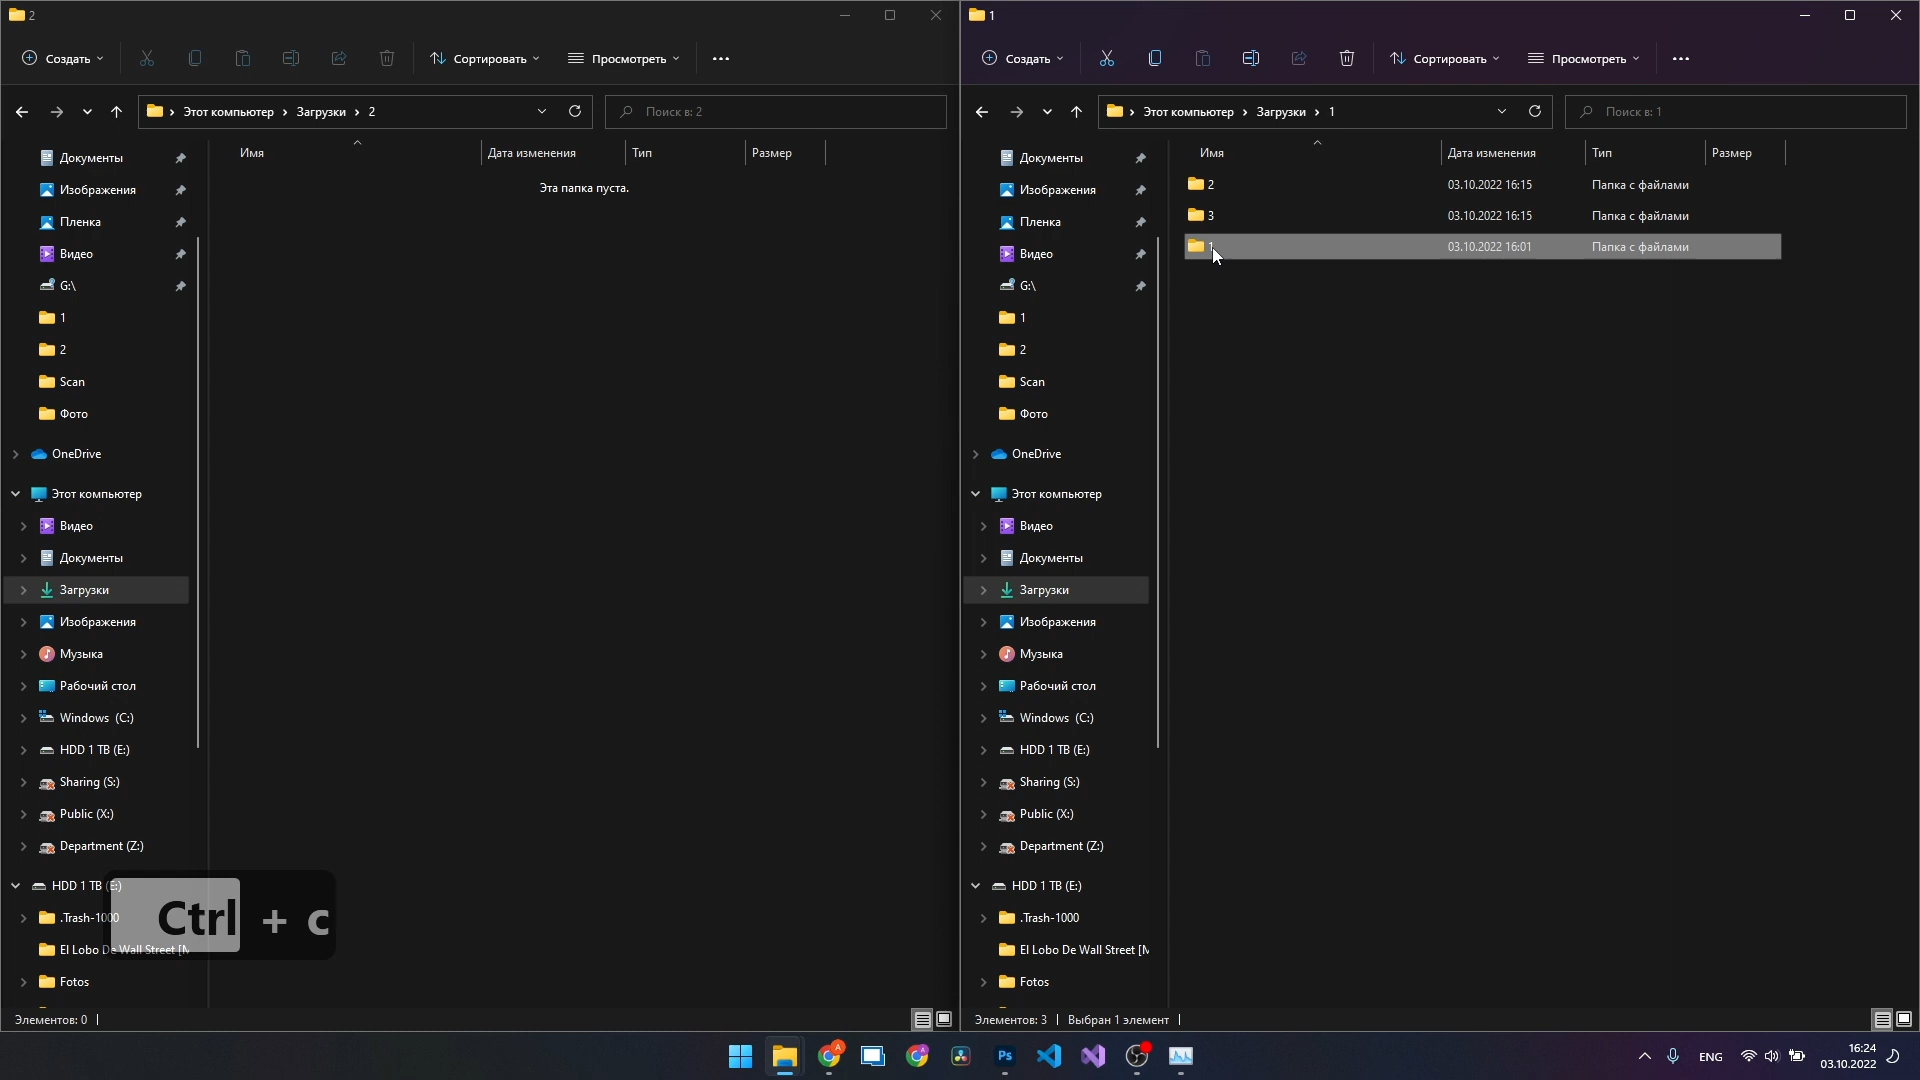 2
Создать
Сортировать
Просмотреть
Этот компьютер
Загрузки
2
Поиск в: 2
Документы
Изображения
Пленка
Видео
G:\
1
2
Scan
Фото
OneDrive
Этот компьютер
Видео
Документы
Загрузки
Изображения
Музыка
Рабочий стол
Windows (C:)
HDD 1 TB (E:)
Sharing (S:)
Public (X:)
Department (Z:)
HDD 1 TB (E:)
.Trash-1000
El Lobo De Wall Street [M
Fotos
Имя
Дата изменения
Тип
Размер
Эта папка пуста.
Ctrl + c
Элементов: 0
1
Создать
Сортировать
Просмотреть
Этот компьютер
Загрузки
1
Поиск в: 1
Документы
Изображения
Пленка
Видео
G:\
1
2
Scan
Фото
OneDrive
Этот компьютер
Видео
Документы
Загрузки
Изображения
Музыка
Рабочий стол
Windows (C:)
HDD 1 TB (E:)
Sharing (S:)
Public (X:)
Department (Z:)
HDD 1 TB (E:)
.Trash-1000
El Lobo De Wall Street [M
Fotos
Имя
Дата изменения
Тип
Размер
2 03.10.2022 16:15 Папка с файлами
3 03.10.2022 16:15 Папка с файлами
1 03.10.2022 16:01 Папка с файлами
Элементов: 3
Выбран 1 элемент
A
Ps
ENG
16:24
03.10.2022